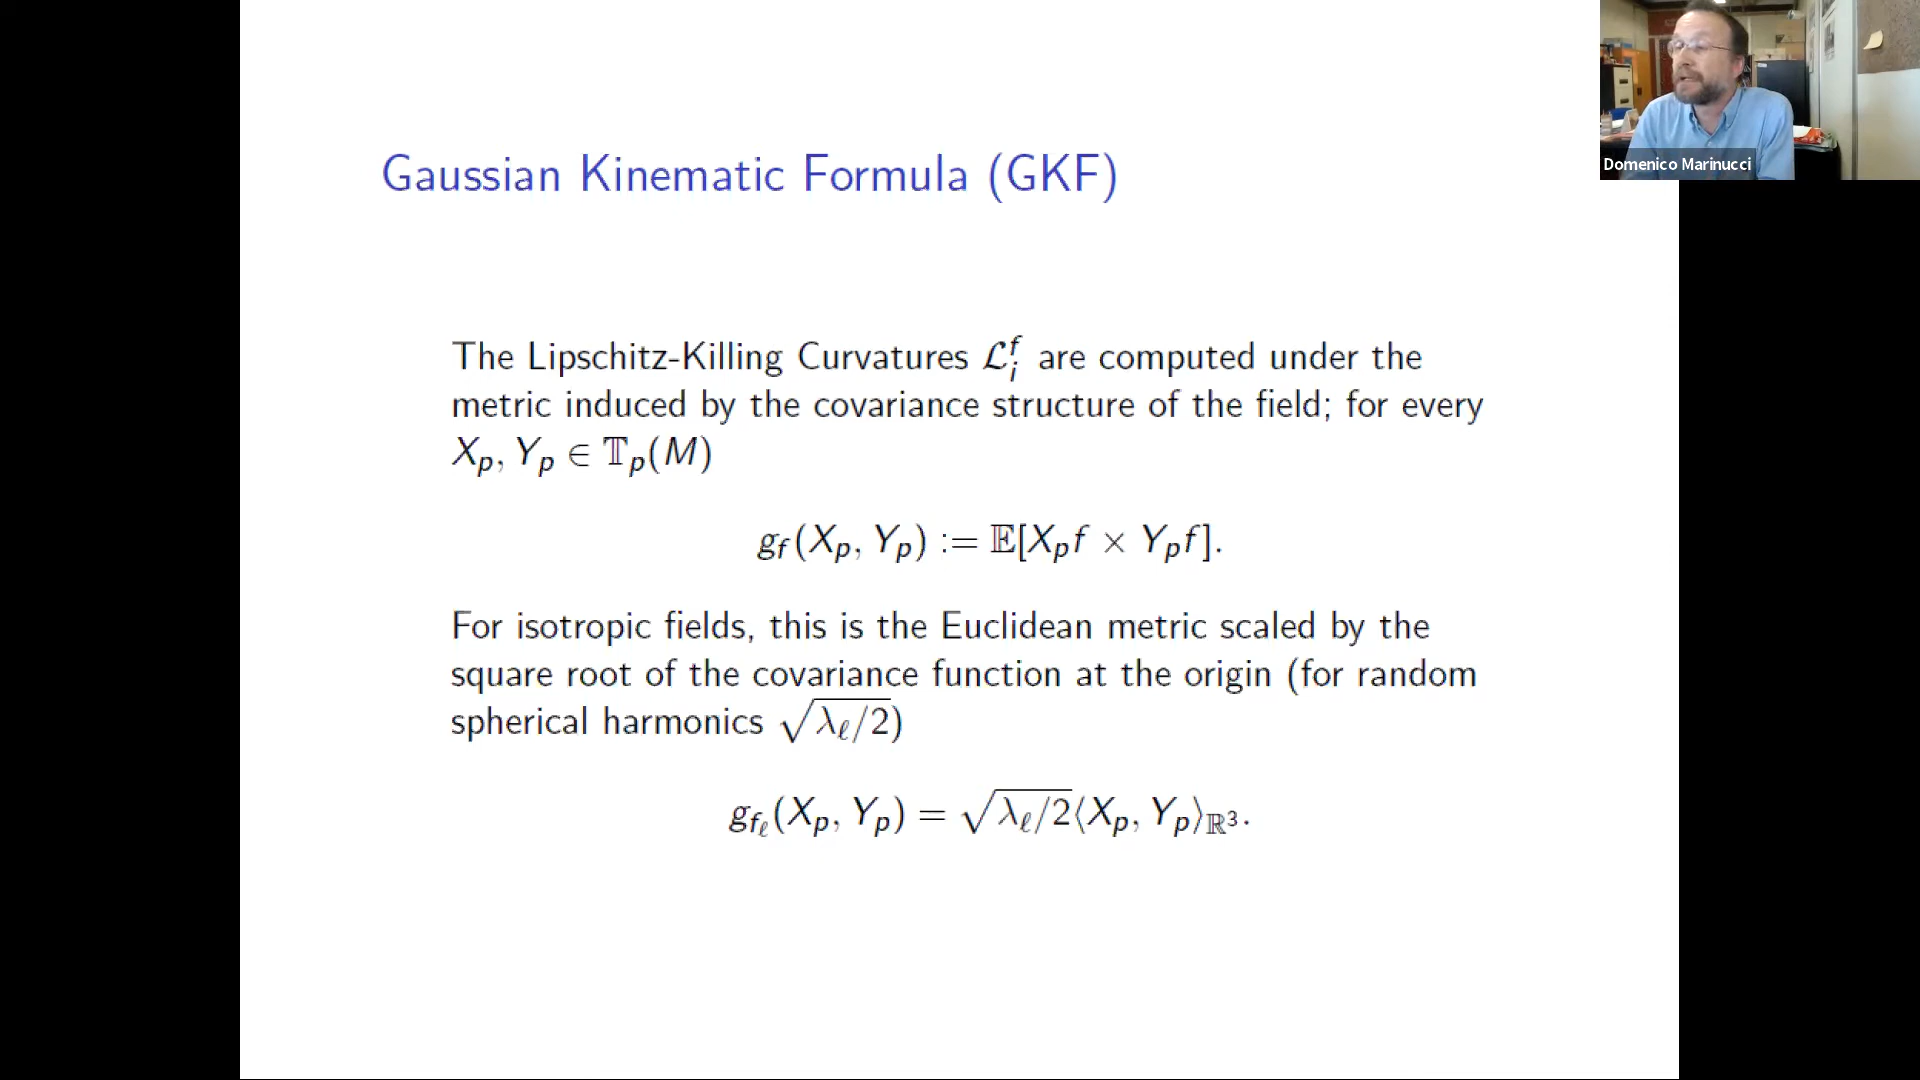 Gaussian Kinematic Formula (GKF)
Domenico Marinucci
The Lipschitz-Killing Curvatures $\mathcal{L}_i^f$ are computed under the
metric induced by the covariance structure of the field; for every
$X_p, Y_p \in \mathbb{T}_p(M)$
$g_f(X_p, Y_p) := \mathbb{E}[X_p f \times Y_p f].$
For isotropic fields, this is the Euclidean metric scaled by the
square root of the covariance function at the origin (for random
spherical harmonics $\sqrt{\lambda_\ell/2}$)
$g_{f_\ell}(X_p, Y_p) = \sqrt{\lambda_\ell/2}\langle X_p, Y_p\rangle_{\mathbb{R}^3}.$